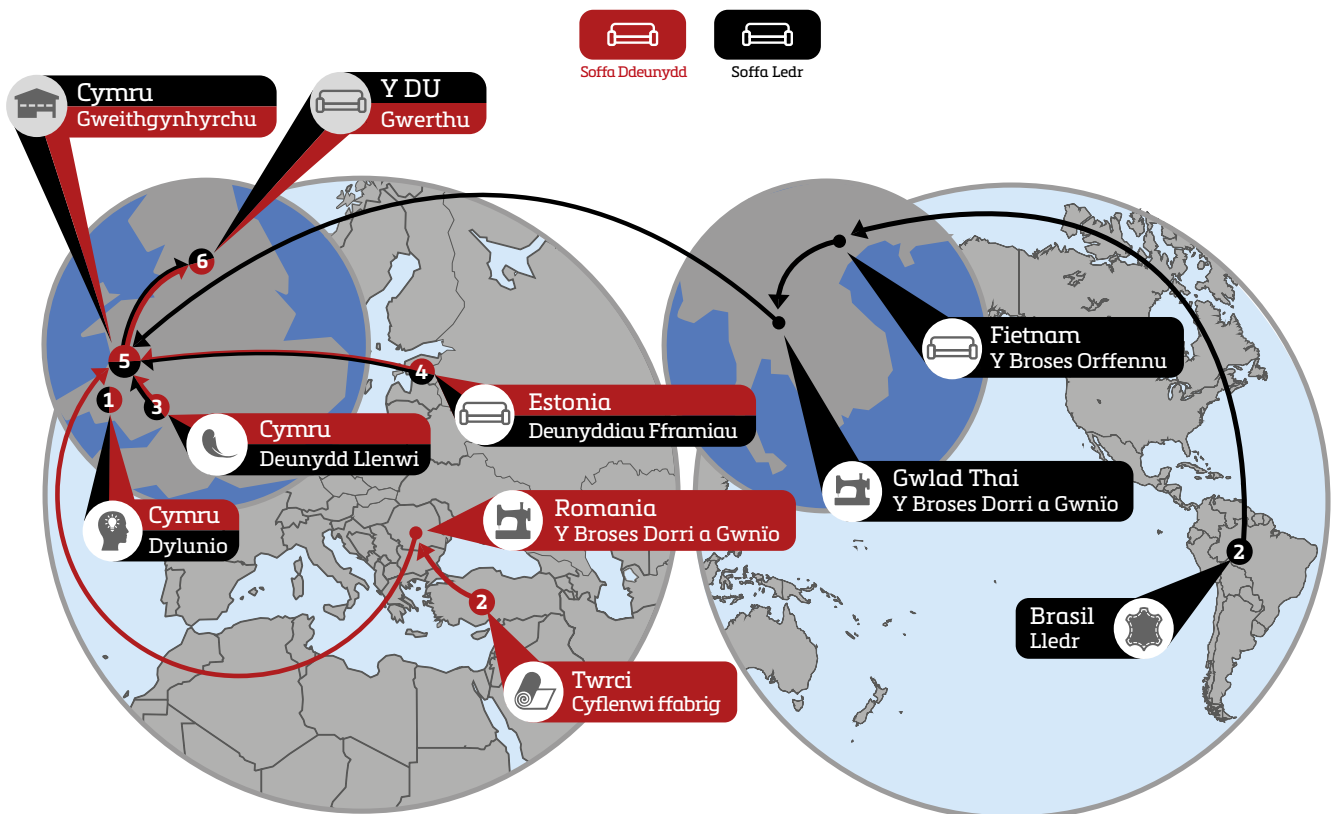 Soffa Ddeunydd
Soffa Ledr
Cymru
Gweithgynhyrchu
Y DU
Gwerthu
6
5
4
1
3
Estonia
Deunyddiau Fframiau
Cymru
Deunydd Llenwi
Cymru
Dylunio
Romania
Y Broses Dorri a Gwnïo
2
Twrci
Cyflenwi ffabrig
Fietnam
Y Broses Orffennu
Gwlad Thai
Y Broses Dorri a Gwnïo
2
Brasil
Lledr